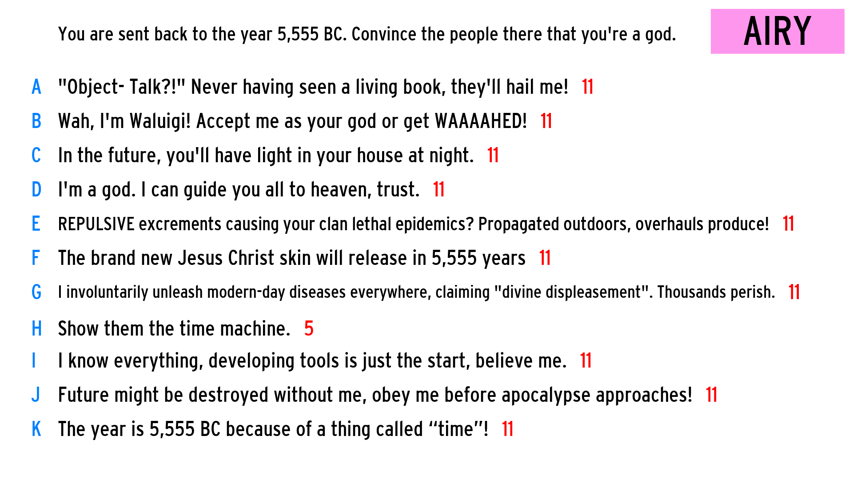 You are sent back to the year 5,555 BC. Convince the people there that you're a god.
AIRY
A "Object- Talk?!" Never having seen a living book, they'll hail me! 11
B Wah, I'm Waluigi! Accept me as your god or get WAAAAHED! 11
C In the future, you'll have light in your house at night. 11
D I'm a god. I can guide you all to heaven, trust. 11
E REPULSIVE excrements causing your clan lethal epidemics? Propagated outdoors, overhauls produce! 11
F The brand new Jesus Christ skin will release in 5,555 years 11
G I involuntarily unleash modern-day diseases everywhere, claiming "divine displeasement". Thousands perish. 11
H Show them the time machine. 5
I I know everything, developing tools is just the start, believe me. 11
J Future might be destroyed without me, obey me before apocalypse approaches! 11
K The year is 5,555 BC because of a thing called “time”! 11